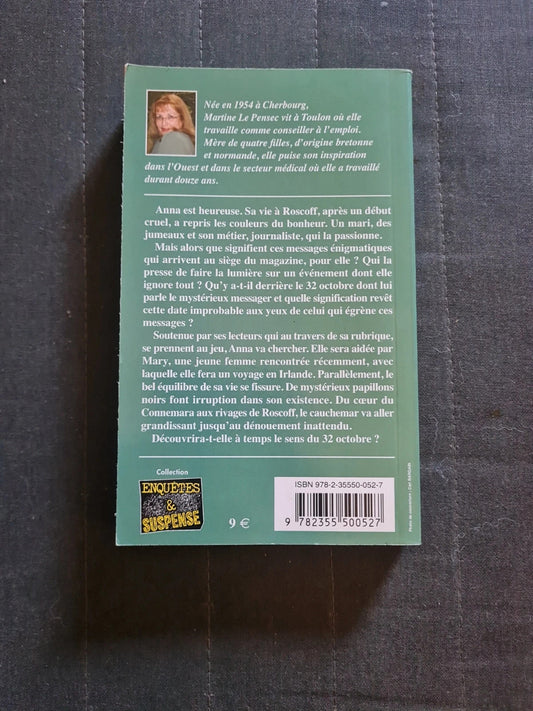 Née en 1954 à Cherbourg,
Martine Le Pensec vit à Toulon où elle
travaille comme conseiller à l'emploi.
Mère de quatre filles, d'origine bretonne
et normande, elle puise son inspiration
dans l'Ouest et dans le secteur médical où elle a travaillé
durant douze ans.
Anna est heureuse. Sa vie à Roscoff, après un début
cruel, a repris les couleurs du bonheur. Un mari, des
jumeaux et son métier, journaliste, qui la passionne.
Mais alors que signifient ces messages énigmatiques
qui arrivent au siège du magazine, pour elle ? Qui la
presse de faire la lumière sur un événement dont elle
ignore tout ? Qu'y a-t-il derrière le 32 octobre dont lui
parle le mystérieux messager et quelle signification revêt
cette date improbable aux yeux de celui qui égrène ces
messages ?
Soutenue par ses lecteurs qui au travers de sa rubrique,
se prennent au jeu, Anna va chercher. Elle sera aidée par
Mary, une jeune femme rencontrée récemment, avec
laquelle elle fera un voyage en Irlande. Parallèlement, le
bel équilibre de sa vie se fissure. De mystérieux papillons
noirs font irruption dans son existence. Du cœur du
Connemara aux rivages de Roscoff, le cauchemar va aller
grandissant jusqu'au dénouement inattendu.
Découvrira-t-elle à temps le sens du 32 octobre ?
Collection
ENQUÊTES
&
SUSPENSE
9 €
ISBN 978-2-35550-052-7
9 782355 500527
Photo de couverture :